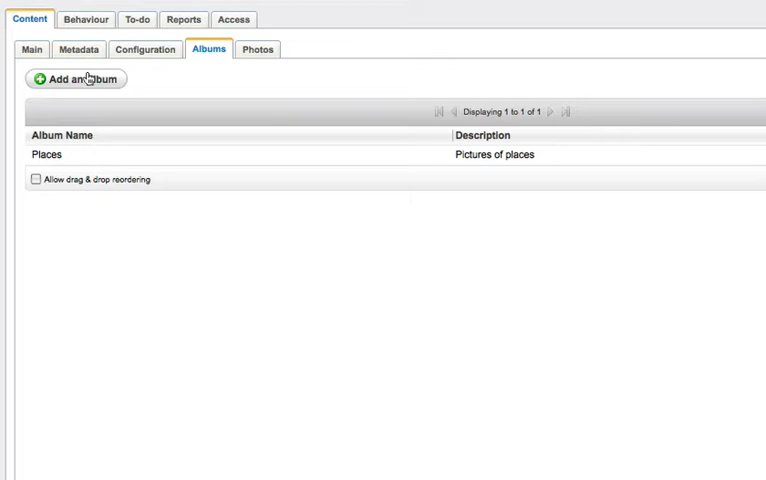 Content Behaviour To-do Reports Access
Main Metadata Configuration Albums Photos
Add an album
Displaying 1 to 1 of 1
Album Name Description
Places Pictures of places
Allow drag & drop reordering